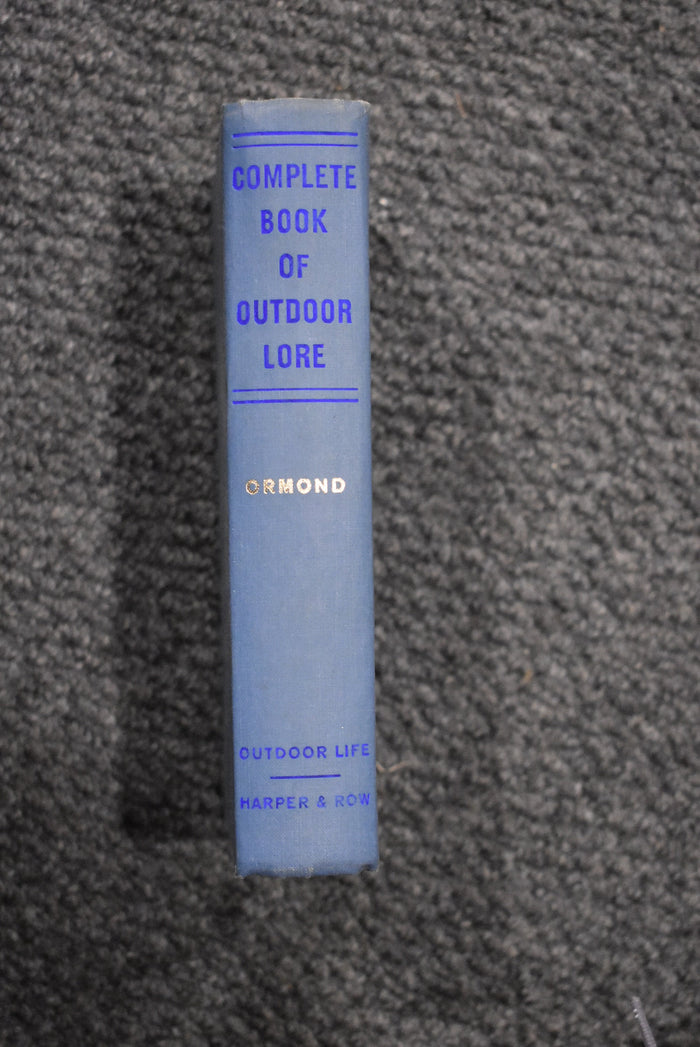 COMPLETE
BOOK
OF
OUTDOOR
LORE
ORMOND
OUTDOOR LIFE
HARPER & ROW